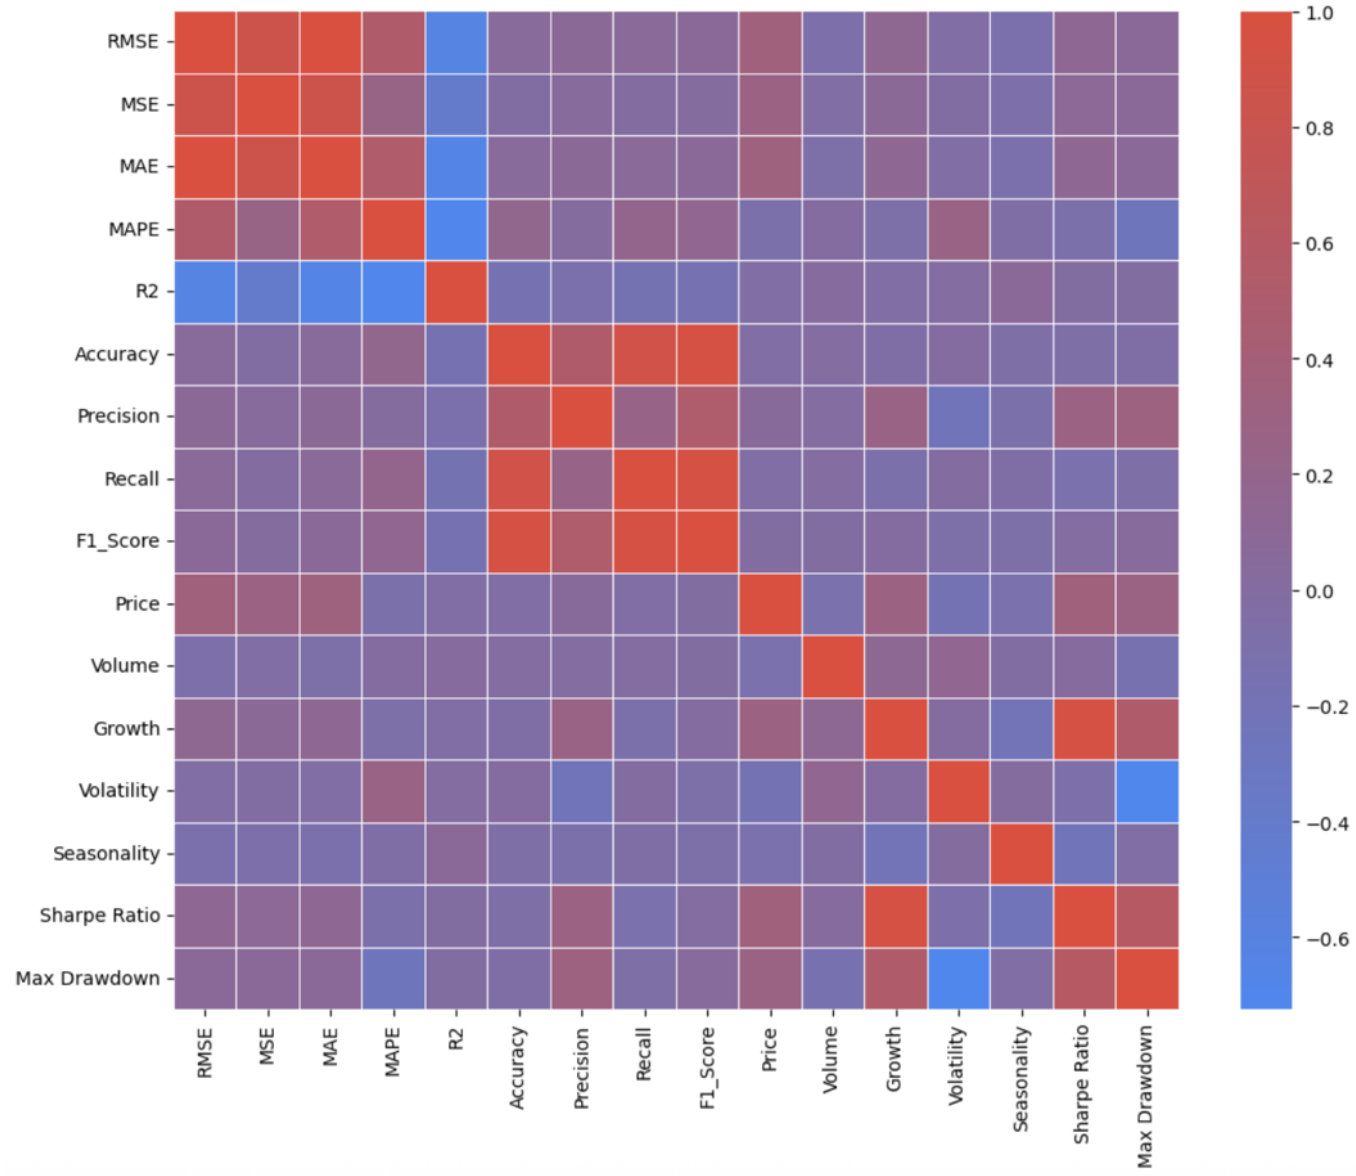 RMSE
MSE
MAE
MAPE
R2
Accuracy
Precision
Recall
F1_Score
Price
Volume
Growth
Volatility
Seasonality
Sharpe Ratio
Max Drawdown
RMSE
MSE
MAE
MAPE
R2
Accuracy
Precision
Recall
F1_Score
Price
Volume
Growth
Volatility
Seasonality
Sharpe Ratio
Max Drawdown
1.0
0.8
0.6
0.4
0.2
0.0
−0.2
−0.4
−0.6